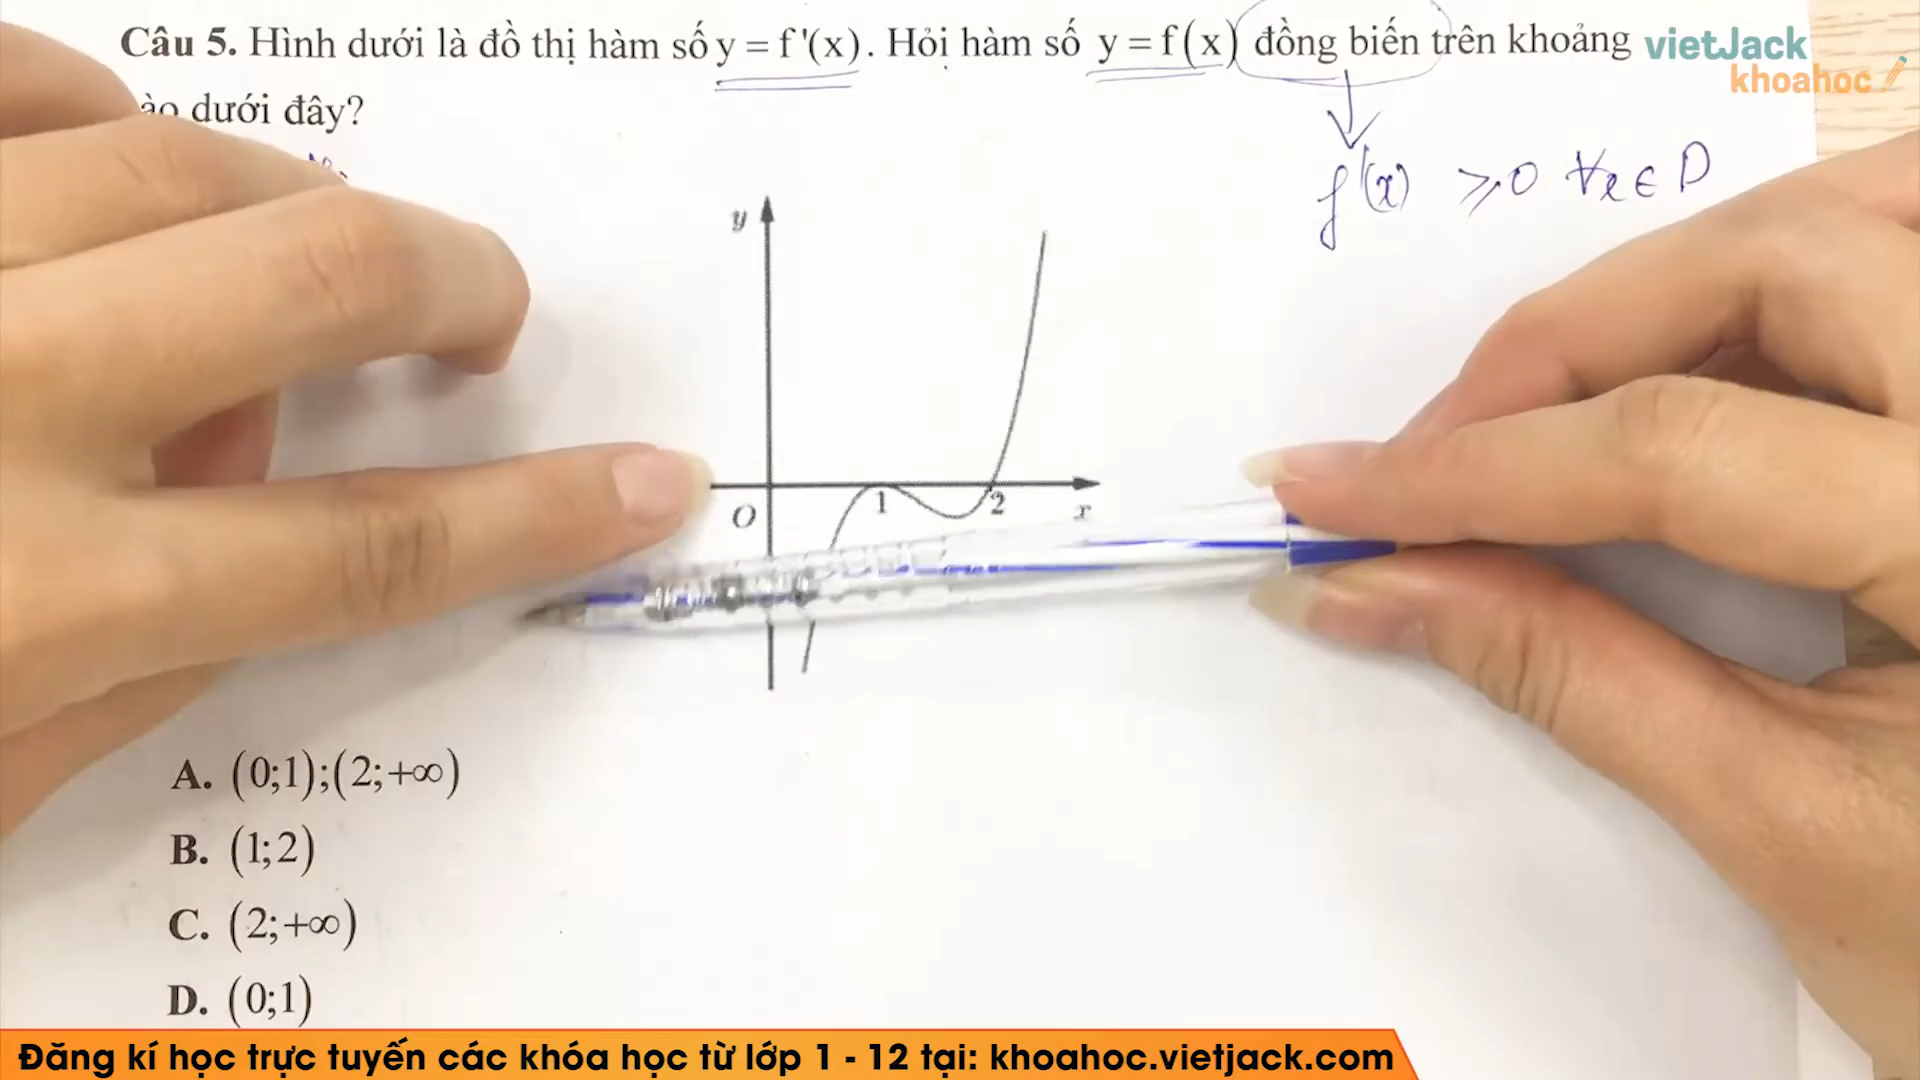 Câu 5. Hình dưới là đồ thị hàm số y = f'(x). Hỏi hàm số y = f(x) đồng biến trên khoảng
dưới đây?
vietJack
khoahoc
f'(x) ⩾ 0 ∀x ∈ D
y
O
1
2
x
A. (0;1);(2;+∞)
B. (1;2)
C. (2;+∞)
D. (0;1)
Đăng kí học trực tuyến các khóa học từ lớp 1 - 12 tại: khoahoc.vietjack.com